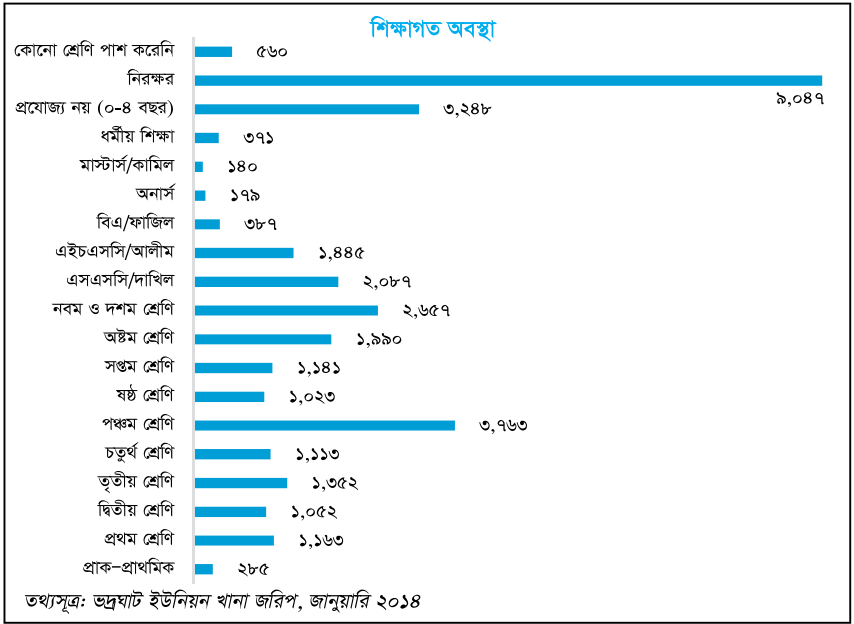 শিক্ষাগত অবস্থা
কোনো শ্রেণি পাশ করেনি ৫৬০
নিরক্ষর ৯,০৪৭
প্রযোজ্য নয় (০-৪ বছর) ৩,২৪৮
ধর্মীয় শিক্ষা ৩৭১
মাস্টার্স/কামিল ১৪০
অনার্স ১৭৯
বিএ/ফাজিল ৩৮৭
এইচএসসি/আলীম ১,৪৪৫
এসএসসি/দাখিল ২,০৮৭
নবম ও দশম শ্রেণি ২,৬৫৭
অষ্টম শ্রেণি ১,৯৯০
সপ্তম শ্রেণি ১,১৪১
ষষ্ঠ শ্রেণি ১,০২৩
পঞ্চম শ্রেণি ৩,৭৬৩
চতুর্থ শ্রেণি ১,১১৩
তৃতীয় শ্রেণি ১,৩৫২
দ্বিতীয় শ্রেণি ১,০৫২
প্রথম শ্রেণি ১,১৬৩
প্রাক-প্রাথমিক ২৮৫
তথ্যসূত্র: ভদ্রঘাট ইউনিয়ন খানা জরিপ, জানুয়ারি ২০১৪